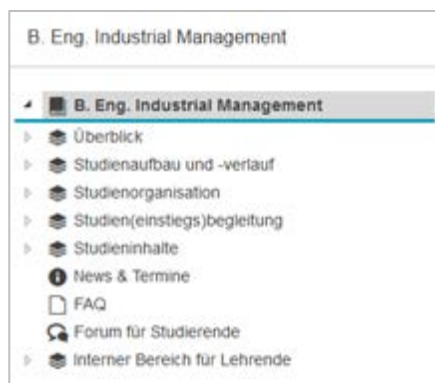 B. Eng. Industrial Management
B. Eng. Industrial Management
Überblick
Studienaufbau und -verlauf
Studienorganisation
Studien(einstiegs)begleitung
Studieninhalte
News & Termine
FAQ
Forum für Studierende
Interner Bereich für Lehrende